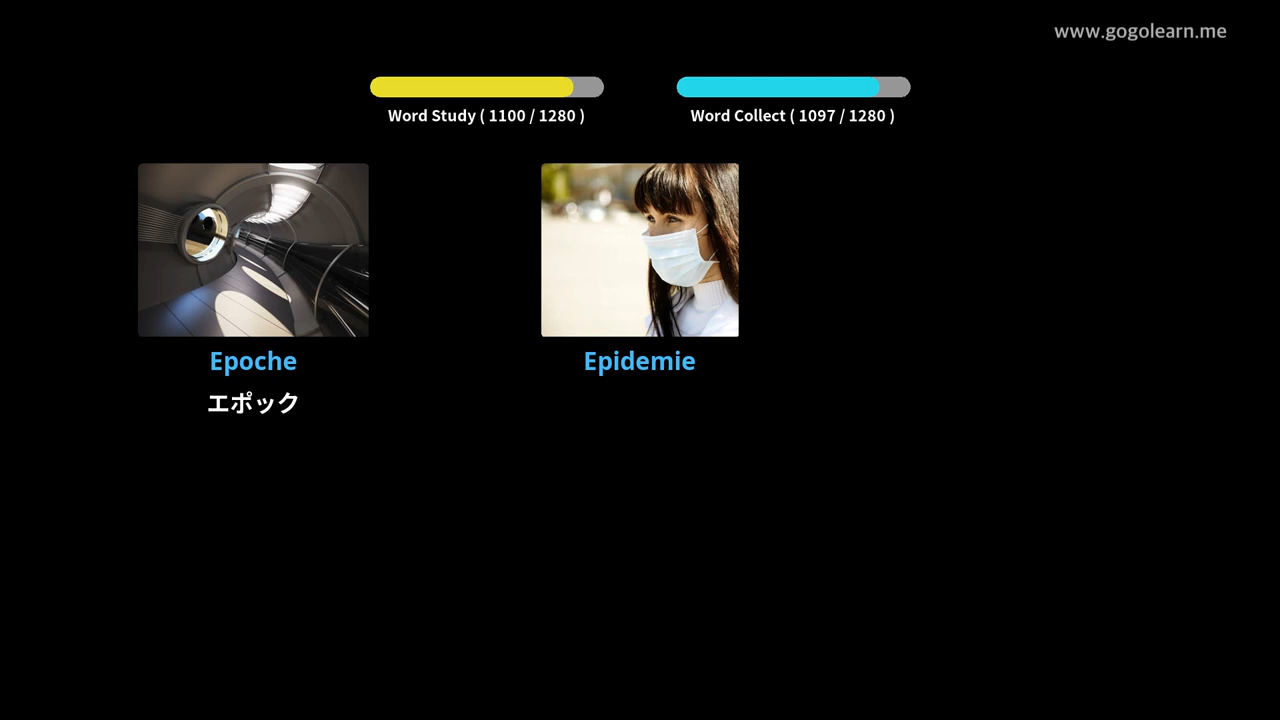 www.gogolearn.me
Word Study ( 1100 / 1280 )
Word Collect ( 1097 / 1280 )
Epoche
Epidemie
エポック